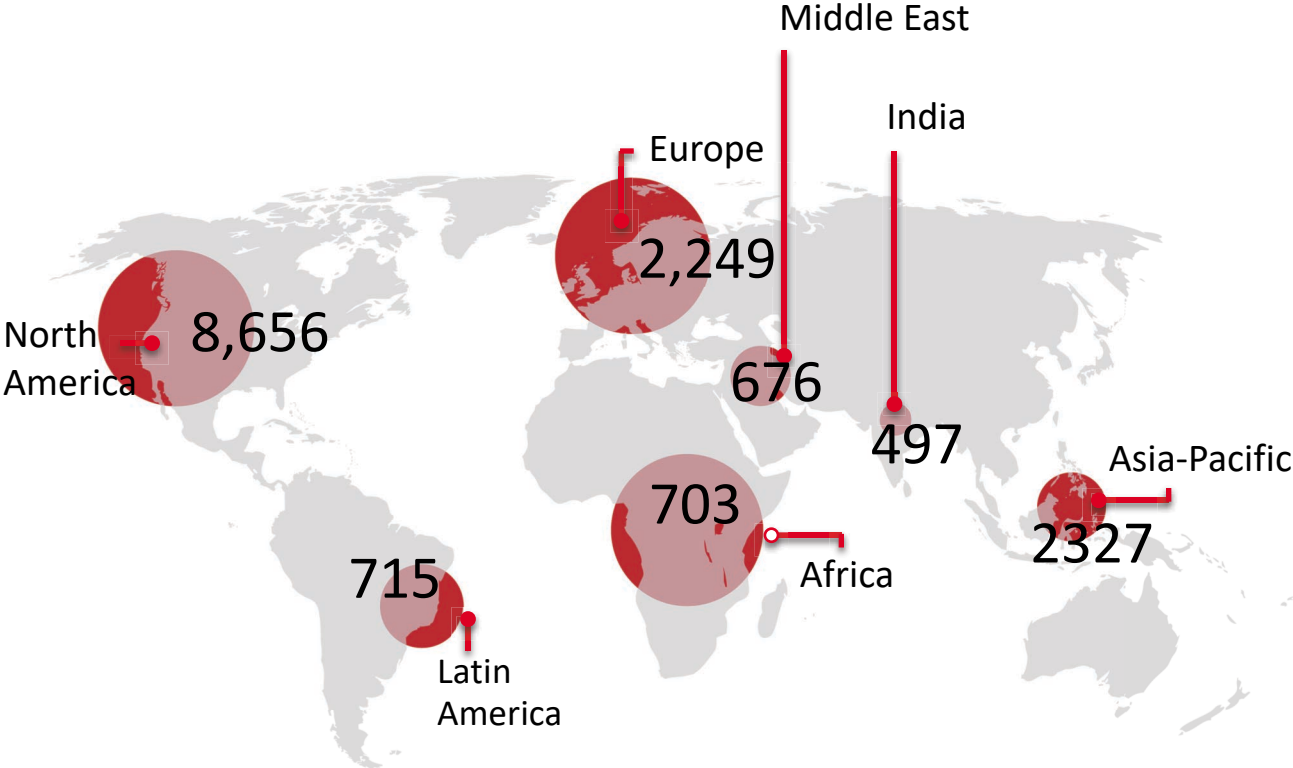 Middle East
India
Europe
2,249
North
America
8,656
676
497
Asia-Pacific
2327
703
Africa
715
Latin
America